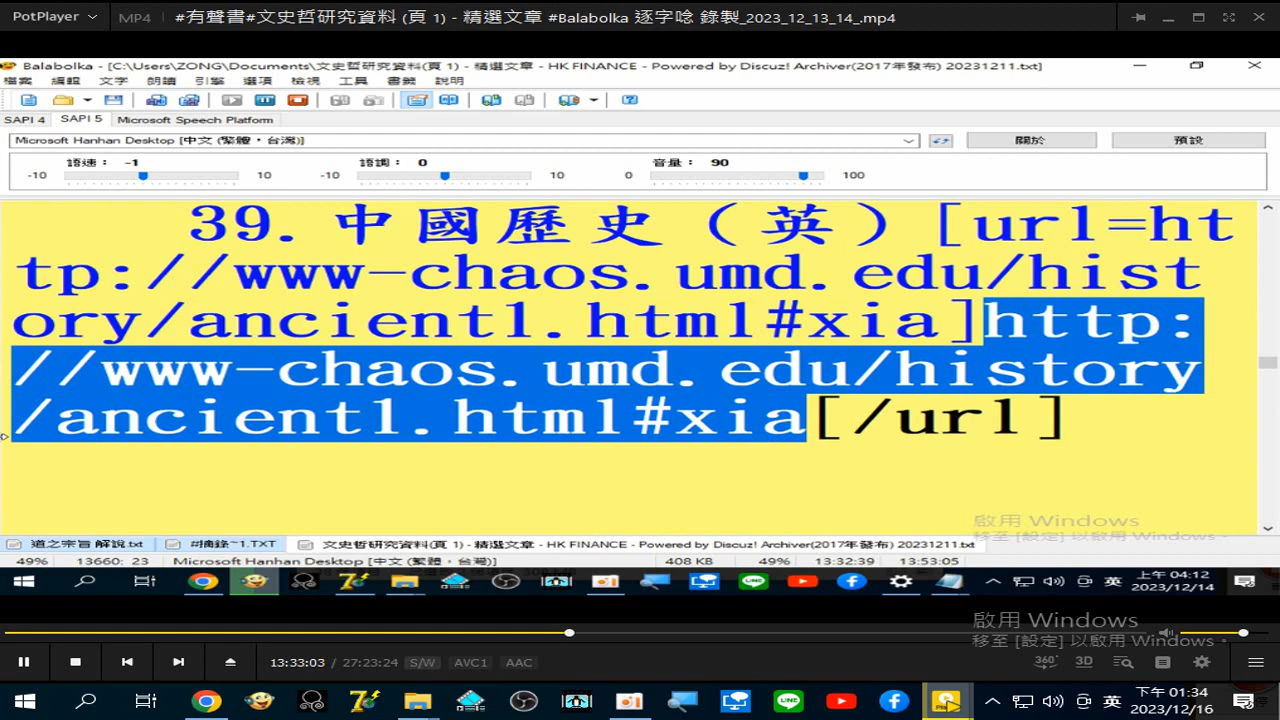 PotPlayer MP4 #有聲書#文史哲研究資料 (頁 1) - 精選文章 #Balabolka 逐字唸 錄製_2023_12_13_14_.mp4
Balabolka - [C:\Users\ZONG\Documents\文史哲研究資料(頁 1) - 精選文章 - HK FINANCE - Powered by Discuz! Archiver(2017年發布) 20231211.txt]
檔案 編輯 文字 朗讀 引擎 選項 檢視 工具 書籤 說明
SAPI 4 SAPI 5 Microsoft Speech Platform
Microsoft Hanhan Desktop [中文 (繁體，台灣)] 關於 預設
語速： -1 語調： 0 音量： 90
-10 10 -10 10 0 100
39.中國歷史（英）[url=ht
tp://www-chaos.umd.edu/hist
ory/ancient1.html#xia]http:
//www-chaos.umd.edu/history
/ancient1.html#xia[/url]
啟用 Windows
移至 [設定] 以啟用 Windows。
道之宗旨 解說.txt #摘錄~1.TXT 文史哲研究資料(頁 1) - 精選文章 - HK FINANCE - Powered by Discuz! Archiver(2017年發布) 20231211.txt
49% 13660: 23 Microsoft Hanhan Desktop [中文 (繁體，台灣)] 408 KB 49% 13:32:39 13:53:05
英 上午 04:12
2023/12/14
啟用 Windows
移至 [設定] 以啟用 Windows。
13:33:03 / 27:23:24 S/W AVC1 AAC 360° 3D
英 下午 01:34
2023/12/16